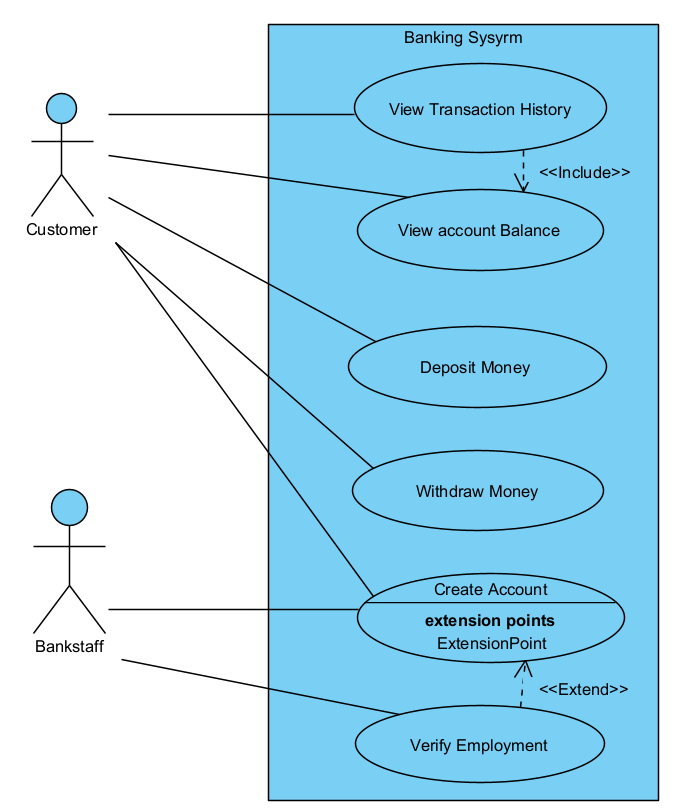 Banking Sysyrm
View Transaction History
<<Include>>
Customer
View account Balance
Deposit Money
Withdraw Money
Create Account
extension points
ExtensionPoint
Bankstaff
<<Extend>>
Verify Employment